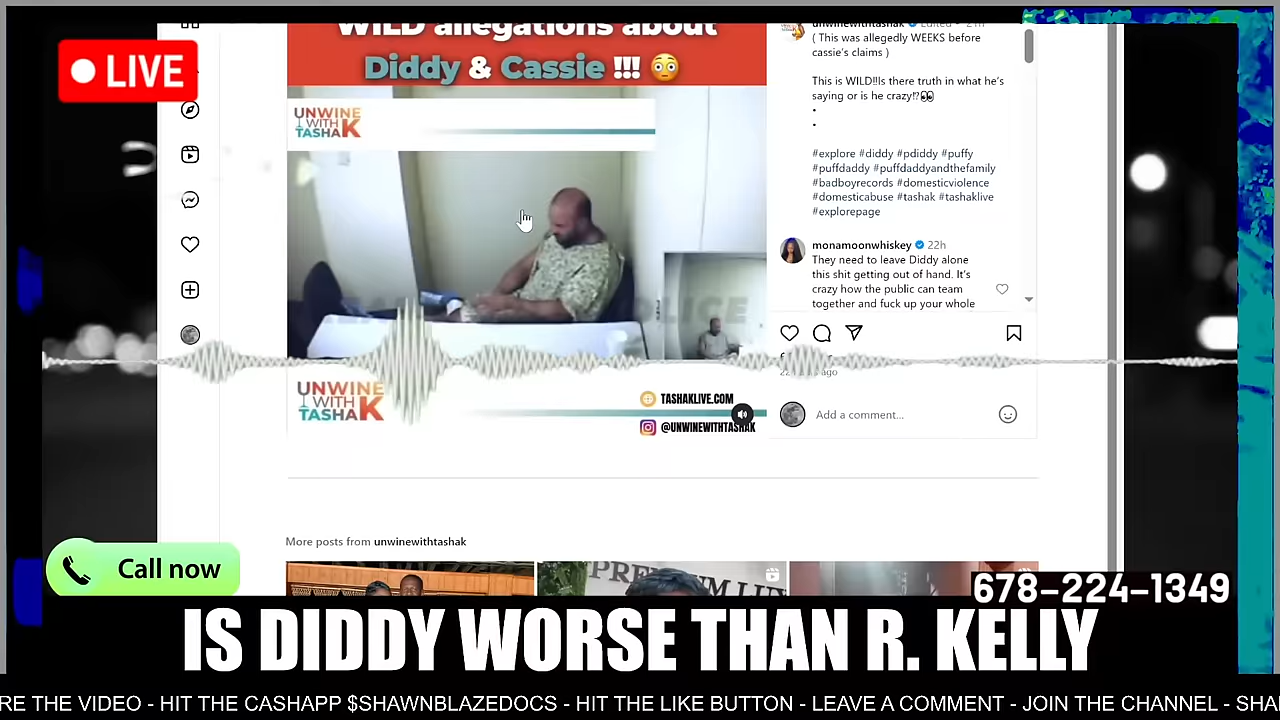 LIVE
WILD allegations about
Diddy & Cassie !!!
UNWINE
WITH
TASHA K
unwinewithtashak Edited • 21h
( This was allegedly WEEKS before
cassie's claims )
This is WILD!!Is there truth in what he's
saying or is he crazy!?
•
•
#explore #diddy #pdiddy #puffy
#puffdaddy #puffdaddyandthefamily
#badboyrecords #domesticviolence
#domesticabuse #tashak #tashaklive
#explorepage
monamoonwhiskey 22h
They need to leave Diddy alone
this shit getting out of hand. It's
crazy how the public can team
together and fuck up your whole
ago
Add a comment...
UNWINE
WITH
TASHA K
TASHAKLIVE.COM
@UNWINEWITHTASHAK
More posts from unwinewithtashak
Call now
678-224-1349
IS DIDDY WORSE THAN R. KELLY
RE THE VIDEO - HIT THE CASHAPP $SHAWNBLAZEDOCS - HIT THE LIKE BUTTON - LEAVE A COMMENT - JOIN THE CHANNEL - SHA